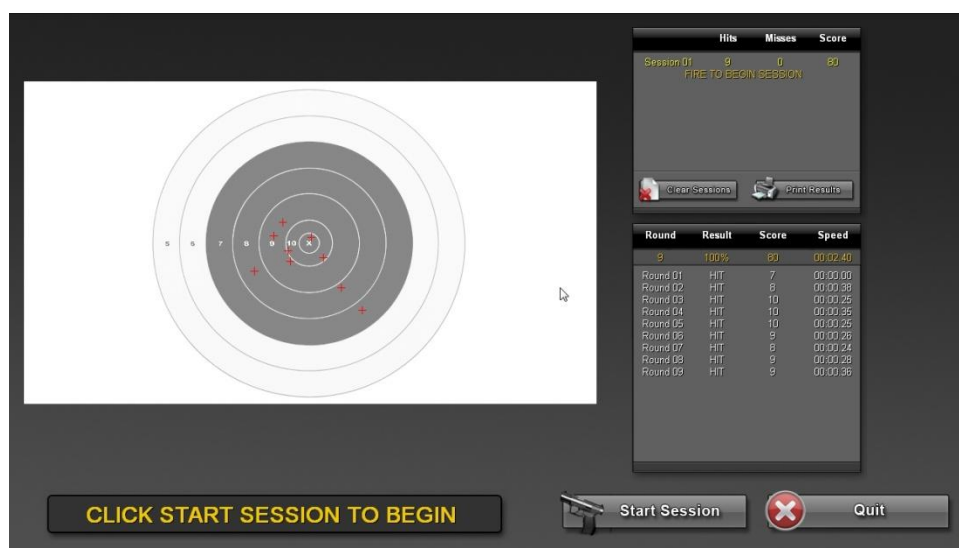 Hits Misses Score
Session 01 9 0 80
FIRE TO BEGIN SESSION
Clear Sessions Print Results
5 6 7 8 9 10 X
Round Result Score Speed
9 100% 80 00:02.40
Round 01 HIT 7 00:00.00
Round 02 HIT 8 00:00.38
Round 03 HIT 10 00:00.25
Round 04 HIT 10 00:00.35
Round 05 HIT 10 00:00.25
Round 06 HIT 9 00:00.26
Round 07 HIT 8 00:00.24
Round 08 HIT 9 00:00.28
Round 09 HIT 9 00:00.36
CLICK START SESSION TO BEGIN
Start Session
Quit